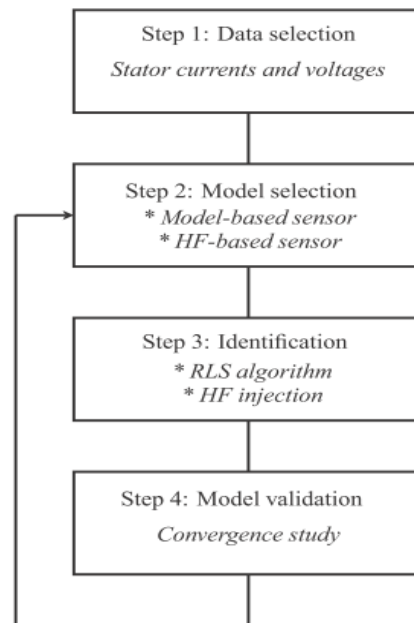 Step 1: Data selection
Stator currents and voltages
Step 2: Model selection
* Model-based sensor
* HF-based sensor
Step 3: Identification
* RLS algorithm
* HF injection
Step 4: Model validation
Convergence study